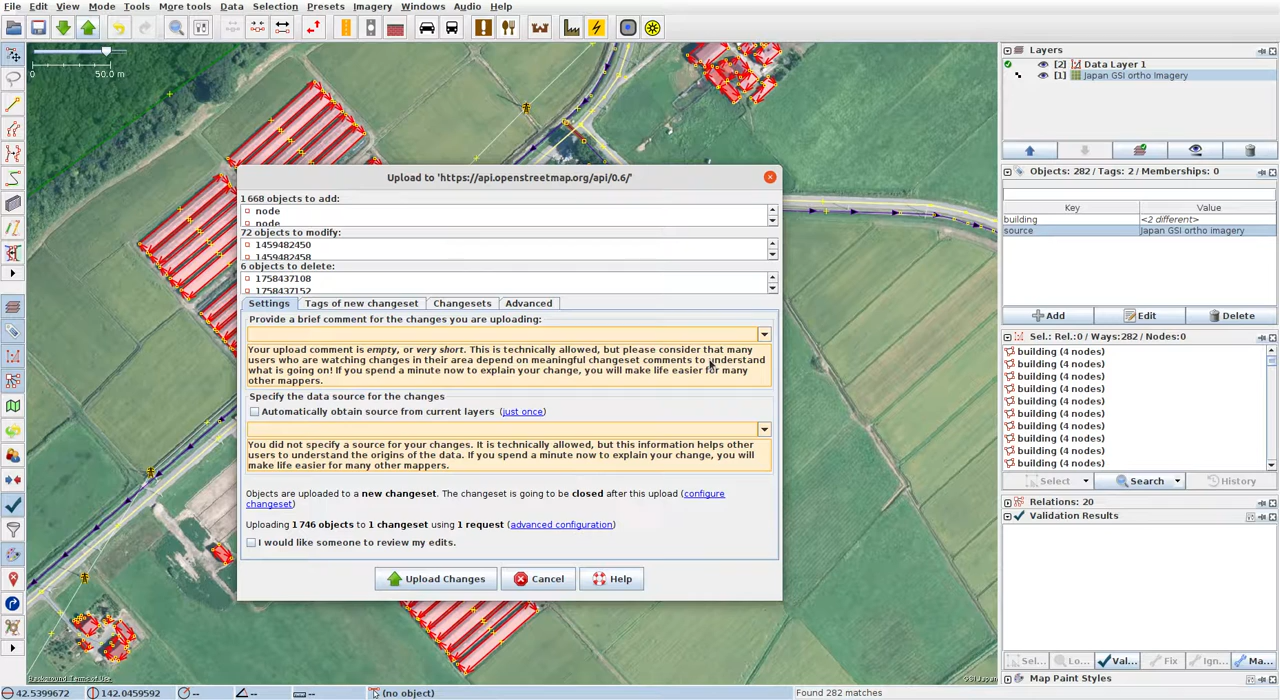 File Edit View Tools More tools Data Selection Presets Imagery Windows Audio Help
0 50.0 m
Upload to 'https://api.openstreetmap.org/api/0.6/'
1 668 objects to add:
node
node
72 objects to modify:
1459482450
1459482458
6 objects to delete:
1758437108
1758437152
Settings Tags of new changeset Changesets Advanced
Provide a brief comment for the changes you are uploading:
Your upload comment is empty, or very short. This is technically allowed, but please consider that many
users who are watching changes in their area depend on meaningful changeset comments to understand
what is going on! If you spend a minute now to explain your change, you will make life easier for many
other mappers.
Specify the data source for the changes
Automatically obtain source from current layers (just once)
You did not specify a source for your changes. It is technically allowed, but this information helps other
users to understand the origins of the data. If you spend a minute now to explain your change, you will
make life easier for many other mappers.
Objects are uploaded to a new changeset. The changeset is going to be closed after this upload (configure
changeset)
Uploading 1 746 objects to 1 changeset using 1 request (advanced configuration)
I would like someone to review my edits.
Upload Changes Cancel Help
Layers
[2] Data Layer 1
[1] Japan GSI ortho Imagery
Objects: 282 / Tags: 2 / Memberships: 0
Key Value
building <2 different>
source Japan GSI ortho imagery
Add Edit Delete
Sel.: Rel.:0 / Ways:282 / Nodes:0
building (4 nodes)
building (4 nodes)
building (4 nodes)
building (4 nodes)
building (4 nodes)
building (4 nodes)
building (4 nodes)
building (4 nodes)
building (4 nodes)
building (4 nodes)
Select Search History
Relations: 20
Validation Results
Sel... Lo... Val... Fix Ign... Ma...
Map Paint Styles
Background Terms of Use
GSI Japan
42.5399672 142.0459592 -- -- -- (no object) Found 282 matches